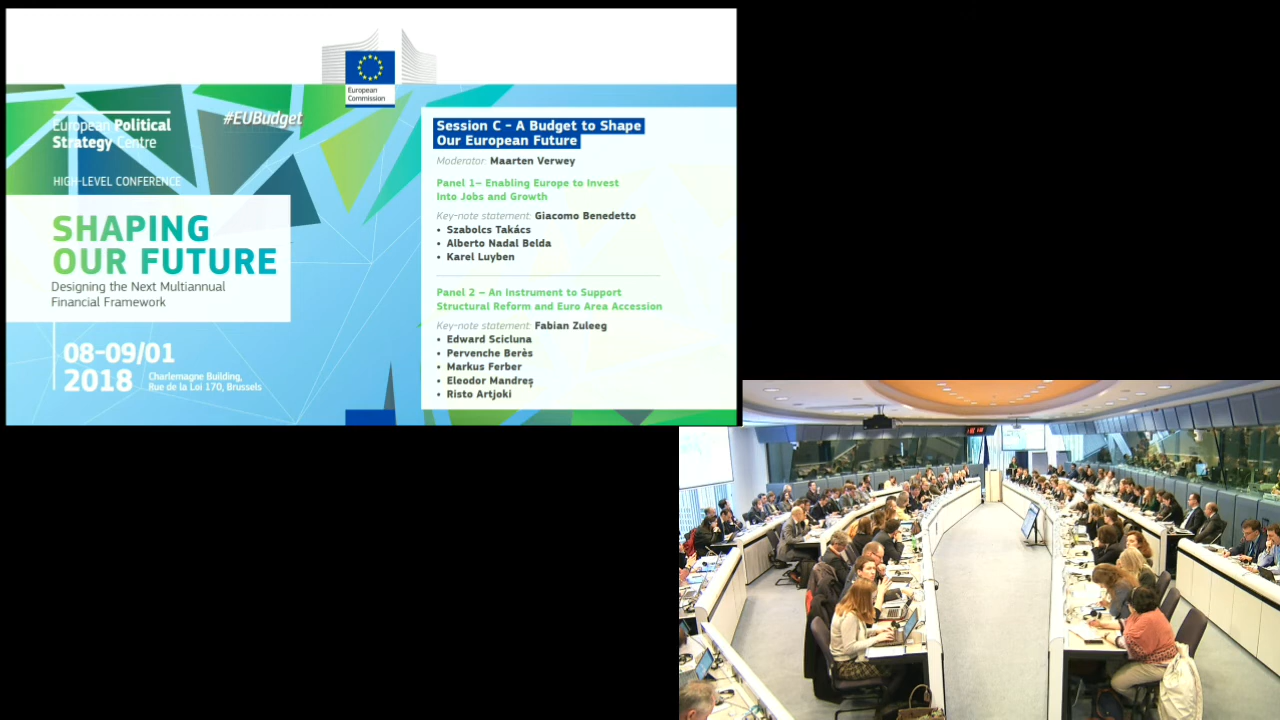 European
Commission
European Political
Strategy Centre
#EUBudget
HIGH-LEVEL CONFERENCE
SHAPING
OUR FUTURE
Designing the Next Multiannual
Financial Framework
08-09/01
2018
Charlemagne Building,
Rue de la Loi 170, Brussels
Session C - A Budget to Shape
Our European Future
Moderator: Maarten Verwey
Panel 1– Enabling Europe to Invest
Into Jobs and Growth
Key-note statement: Giacomo Benedetto
• Szabolcs Takács
• Alberto Nadal Belda
• Karel Luyben
Panel 2 – An Instrument to Support
Structural Reform and Euro Area Accession
Key-note statement: Fabian Zuleeg
• Edward Scicluna
• Pervenche Berès
• Markus Ferber
• Eleodor Mandreș
• Risto Artjoki